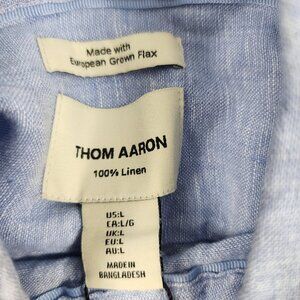 Made with
European Grown Flax
THOM AARON
100% Linen
US:L
CA:L/G
UK:L
EU:L
AU:L
MADE IN
BANGLADESH